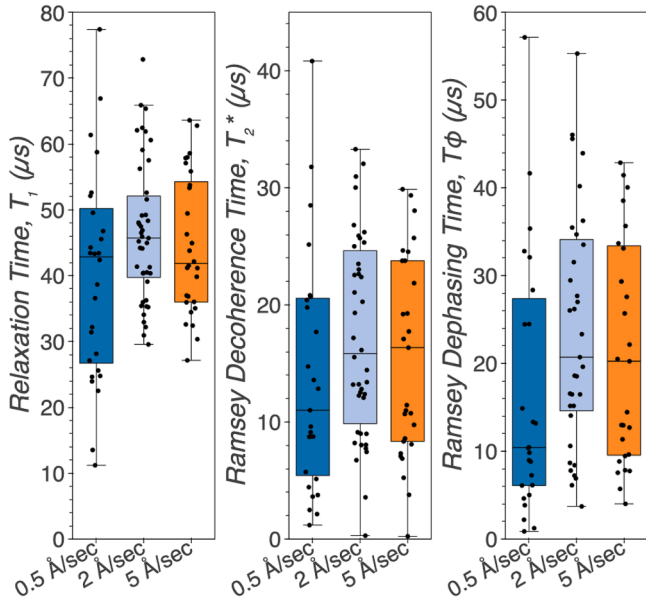 Relaxation Time, T1 (μs)
80
70
60
50
40
30
20
10
0
0.5 Å/sec
2 Å/sec
5 Å/sec
Ramsey Decoherence Time, T2* (μs)
40
30
20
10
0
0.5 Å/sec
2 Å/sec
5 Å/sec
Ramsey Dephasing Time, Tϕ (μs)
60
50
40
30
20
10
0
0.5 Å/sec
2 Å/sec
5 Å/sec